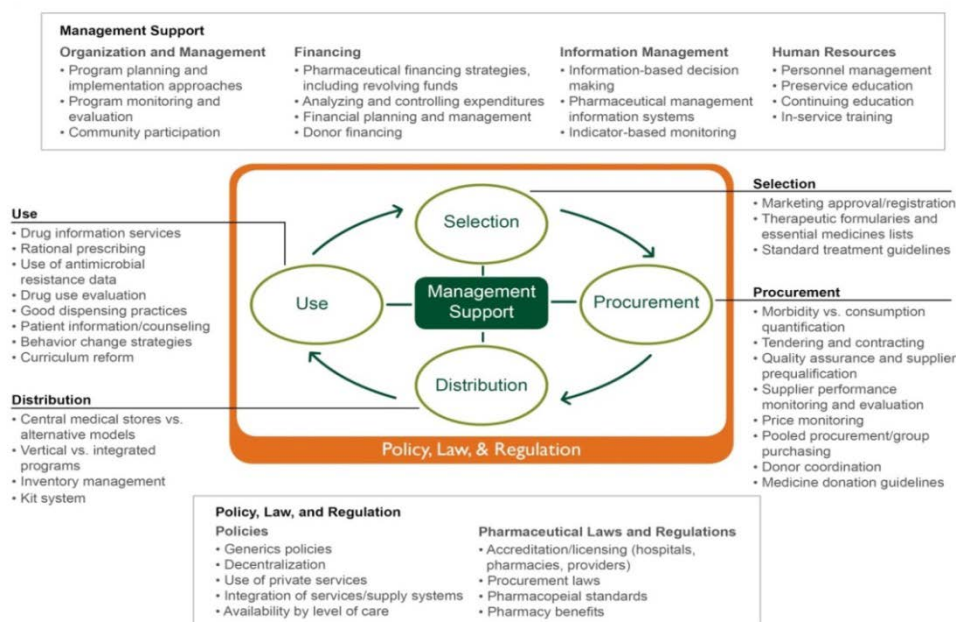 Management Support
Organization and Management
• Program planning and
implementation approaches
• Program monitoring and
evaluation
• Community participation
Financing
• Pharmaceutical financing strategies,
including revolving funds
• Analyzing and controlling expenditures
• Financial planning and management
• Donor financing
Information Management
• Information-based decision
making
• Pharmaceutical management
information systems
• Indicator-based monitoring
Human Resources
• Personnel management
• Preservice education
• Continuing education
• In-service training
Use
• Drug information services
• Rational prescribing
• Use of antimicrobial
resistance data
• Drug use evaluation
• Good dispensing practices
• Patient information/counseling
• Behavior change strategies
• Curriculum reform
Distribution
• Central medical stores vs.
alternative models
• Vertical vs. integrated
programs
• Inventory management
• Kit system
Selection
Use
Management
Support
Procurement
Distribution
Policy, Law, & Regulation
Selection
• Marketing approval/registration
• Therapeutic formularies and
essential medicines lists
• Standard treatment guidelines
Procurement
• Morbidity vs. consumption
quantification
• Tendering and contracting
• Quality assurance and supplier
prequalification
• Supplier performance
monitoring and evaluation
• Price monitoring
• Pooled procurement/group
purchasing
• Donor coordination
• Medicine donation guidelines
Policy, Law, and Regulation
Policies
• Generics policies
• Decentralization
• Use of private services
• Integration of services/supply systems
• Availability by level of care
Pharmaceutical Laws and Regulations
• Accreditation/licensing (hospitals,
pharmacies, providers)
• Procurement laws
• Pharmacopeial standards
• Pharmacy benefits